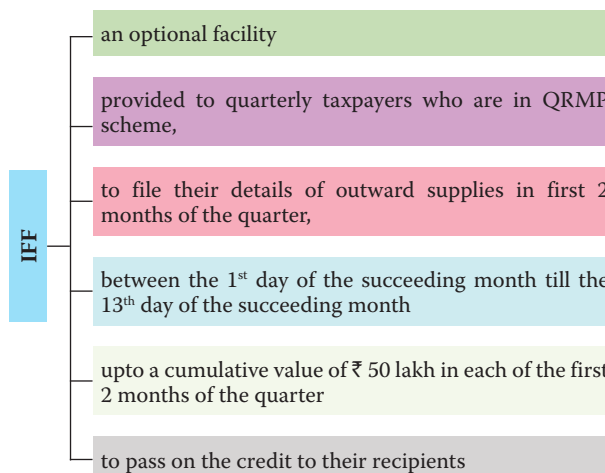 IFF
an optional facility
provided to quarterly taxpayers who are in QRMP
scheme,
to file their details of outward supplies in first 2
months of the quarter,
between the 1st day of the succeeding month till the
13th day of the succeeding month
upto a cumulative value of ₹ 50 lakh in each of the first
2 months of the quarter
to pass on the credit to their recipients